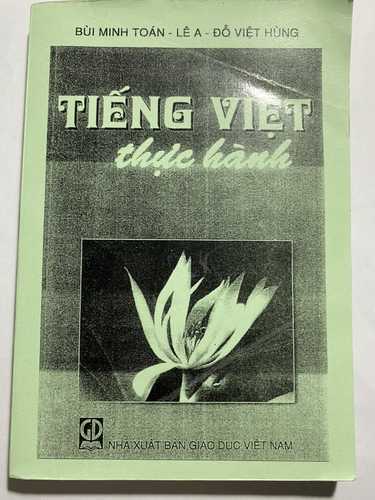 BÙI MINH TOÁN - LÊ A - ĐỖ VIỆT HÙNG
TIẾNG VIỆT
thực hành
GD
NHÀ XUẤT BẢN GIÁO DỤC VIỆT NAM